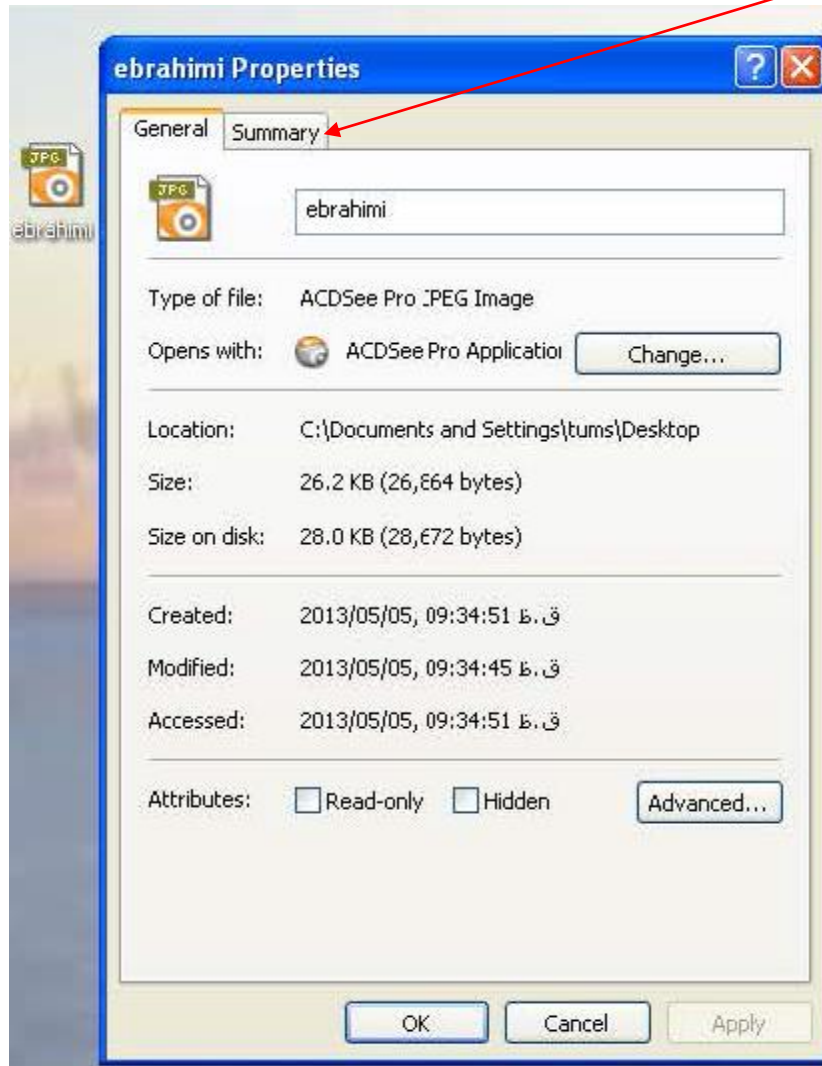 ebrahimi Properties
General Summary
JPG
ebrahimi
JPG
ebrahimi
Type of file: ACDSee Pro JPEG Image
Opens with: ACDSee Pro Application Change...
Location: C:\Documents and Settings\tums\Desktop
Size: 26.2 KB (26,864 bytes)
Size on disk: 28.0 KB (28,672 bytes)
Created: 2013/05/05, 09:34:51 ق.ظ
Modified: 2013/05/05, 09:34:45 ق.ظ
Accessed: 2013/05/05, 09:34:51 ق.ظ
Attributes: Read-only Hidden Advanced...
OK Cancel Apply